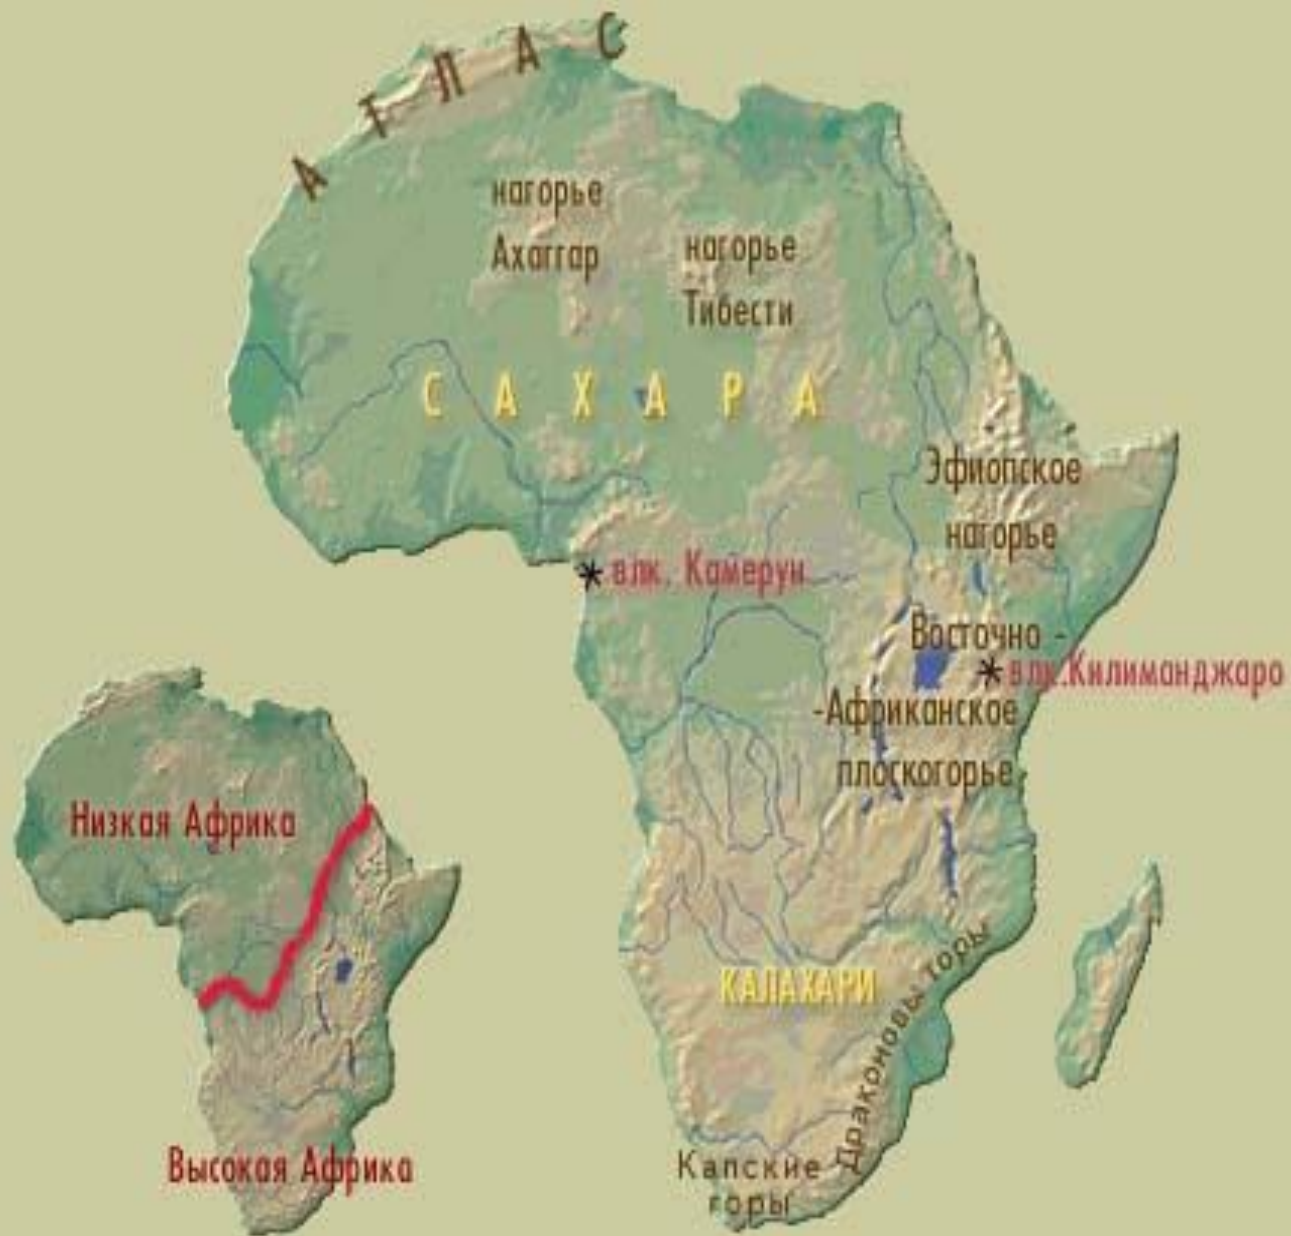 АТЛАС
нагорье
Ахаггар
нагорье
Тибести
САХАРА
Эфиопское
нагорье
влк. Камерун
Восточно -
влк.Килиманджаро
-Африканское
плоскогорье
Низкая Африка
КАЛАХАРИ
Драконовы горы
Высокая Африка
Капские
горы